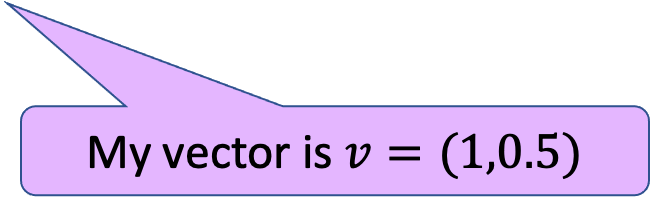 My vector is 𝒗 = (1,0.5)